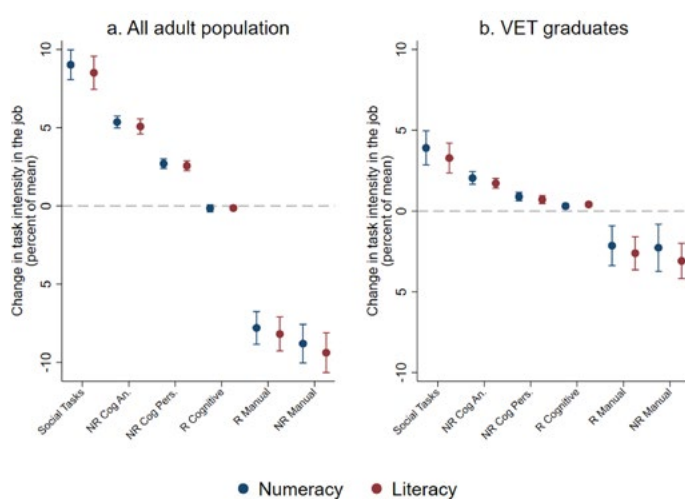 a. All adult population
b. VET graduates
Change in task intensity in the job
(percent of mean)
10
5
0
5
-10
Social Tasks
NR Cog An.
NR Cog Pers.
R Cognitive
R Manual
NR Manual
Change in task intensity in the job
(percent of mean)
10
5
0
5
-10
Social Tasks
NR Cog An.
NR Cog Pers.
R Cognitive
R Manual
NR Manual
Numeracy
Literacy